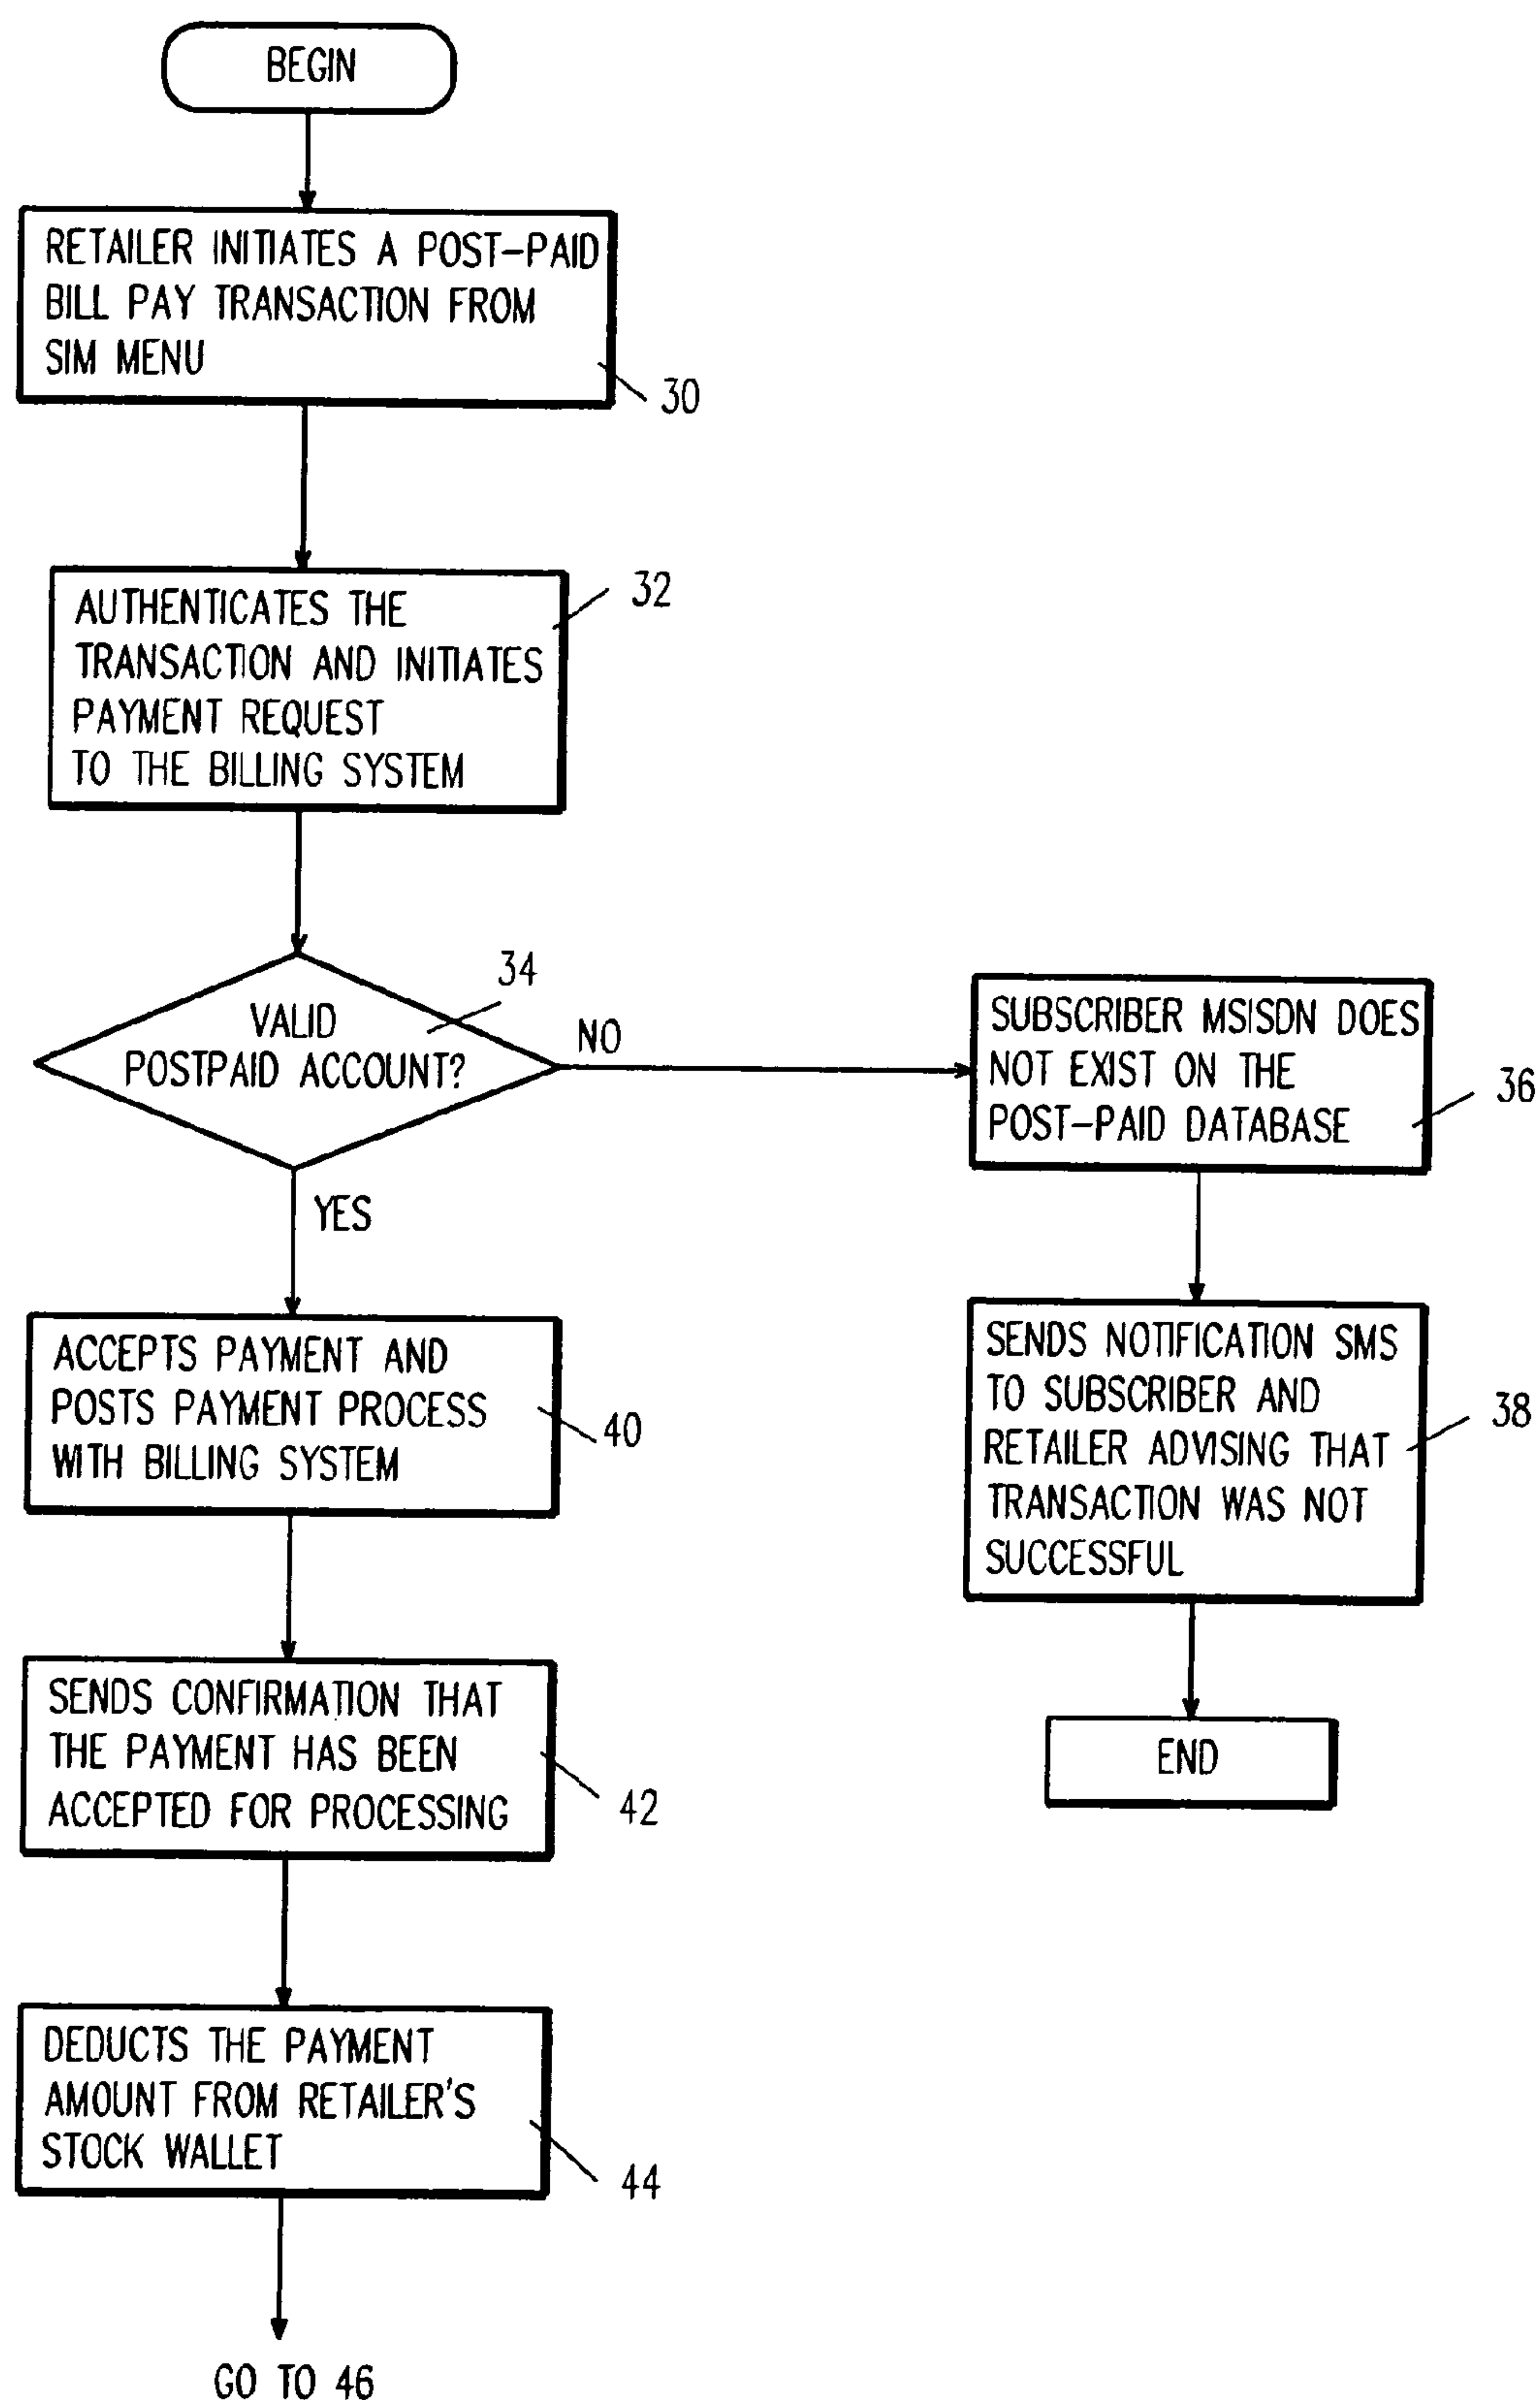 BEGIN
RETAILER INITIATES A POST-PAID
BILL PAY TRANSACTION FROM
SIM MENU
30
AUTHENTICATES THE
TRANSACTION AND INITIATES
PAYMENT REQUEST
TO THE BILLING SYSTEM
32
VALID
POSTPAID ACCOUNT?
34
NO
SUBSCRIBER MSISDN DOES
NOT EXIST ON THE
POST-PAID DATABASE
36
YES
SENDS NOTIFICATION SMS
TO SUBSCRIBER AND
RETAILER ADVISING THAT
TRANSACTION WAS NOT
SUCCESSFUL
38
END
ACCEPTS PAYMENT AND
POSTS PAYMENT PROCESS
WITH BILLING SYSTEM
40
SENDS CONFIRMATION THAT
THE PAYMENT HAS BEEN
ACCEPTED FOR PROCESSING
42
DEDUCTS THE PAYMENT
AMOUNT FROM RETAILER'S
STOCK WALLET
44
GO TO 46